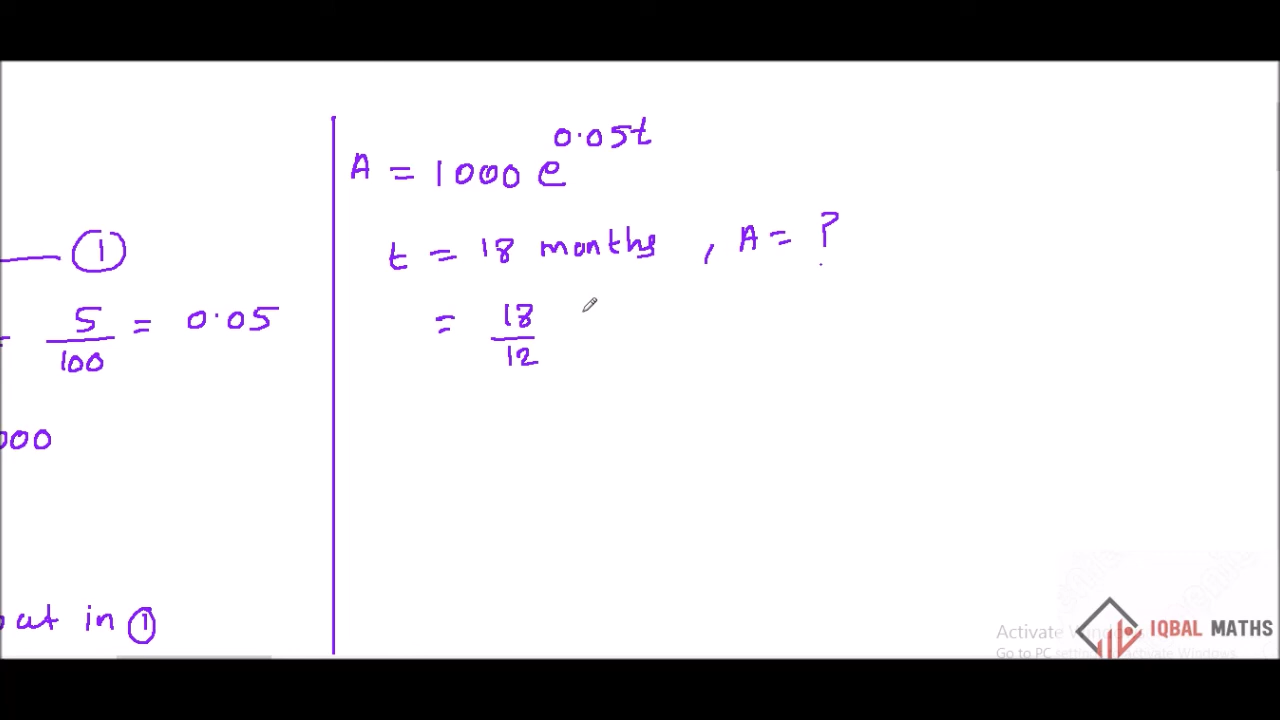 ①
5/100 = 0.05
000
in ①
A = 1000 e^0.05t
t = 18 months , A = ?
= 18/12
Activate Windows
Go to PC settings to Activate Windows.
IQBAL MATHS